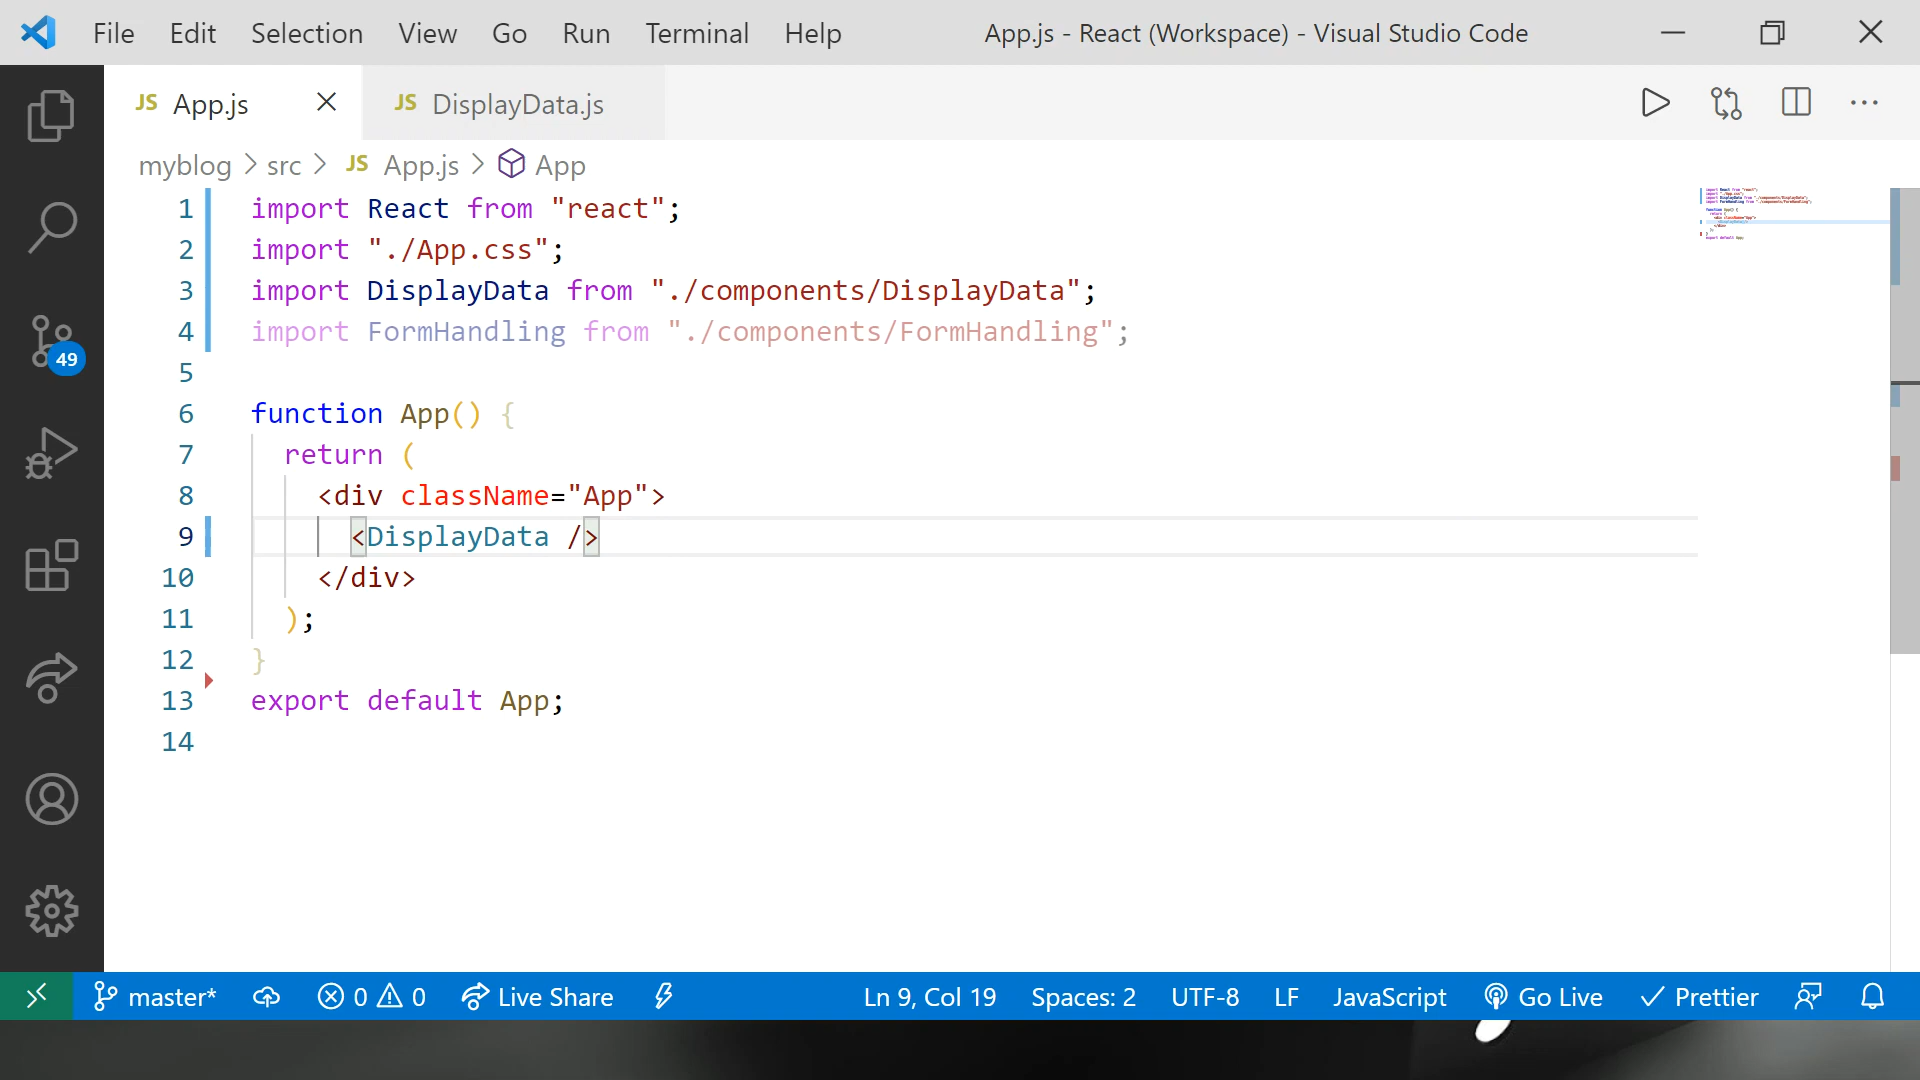 File Edit Selection View Go Run Terminal Help App.js - React (Workspace) - Visual Studio Code
JS App.js JS DisplayData.js
myblog > src > JS App.js > App
1 import React from "react";
2 import "./App.css";
3 import DisplayData from "./components/DisplayData";
4 import FormHandling from "./components/FormHandling";
5
6 function App() {
7 return (
8 <div className="App">
9 <DisplayData />
10 </div>
11 );
12 }
13 export default App;
14
49
master* 0 0 Live Share Ln 9, Col 19 Spaces: 2 UTF-8 LF JavaScript Go Live Prettier